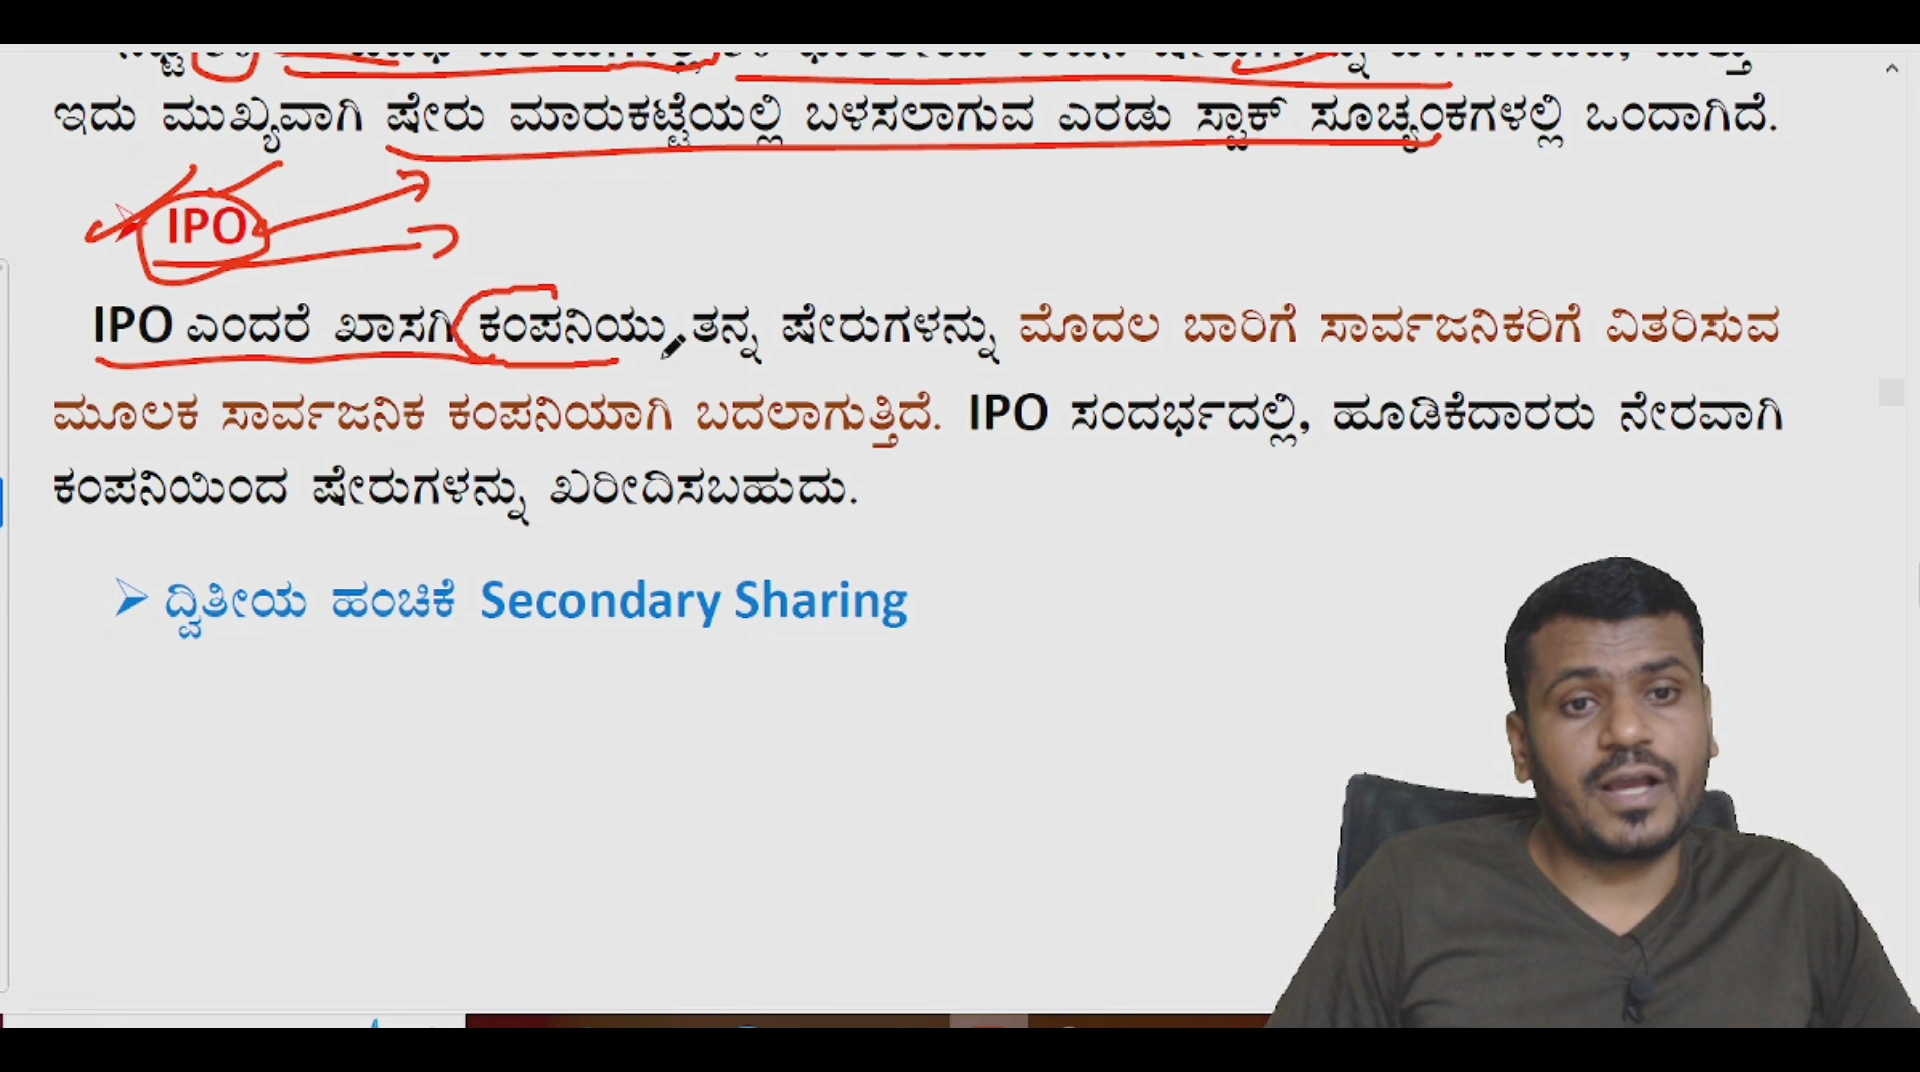 ಇದು ಮುಖ್ಯವಾಗಿ ಷೇರು ಮಾರುಕಟ್ಟೆಯಲ್ಲಿ ಬಳಸಲಾಗುವ ಎರಡು ಸ್ಟಾಕ್ ಸೂಚ್ಯಂಕಗಳಲ್ಲಿ ಒಂದಾಗಿದೆ.
IPO
IPO ಎಂದರೆ ಖಾಸಗಿ ಕಂಪನಿಯು ತನ್ನ ಷೇರುಗಳನ್ನು ಮೊದಲ ಬಾರಿಗೆ ಸಾರ್ವಜನಿಕರಿಗೆ ವಿತರಿಸುವ
ಮೂಲಕ ಸಾರ್ವಜನಿಕ ಕಂಪನಿಯಾಗಿ ಬದಲಾಗುತ್ತಿದೆ. IPO ಸಂದರ್ಭದಲ್ಲಿ, ಹೂಡಿಕೆದಾರರು ನೇರವಾಗಿ
ಕಂಪನಿಯಿಂದ ಷೇರುಗಳನ್ನು ಖರೀದಿಸಬಹುದು.
ದ್ವಿತೀಯ ಹಂಚಿಕೆ Secondary Sharing